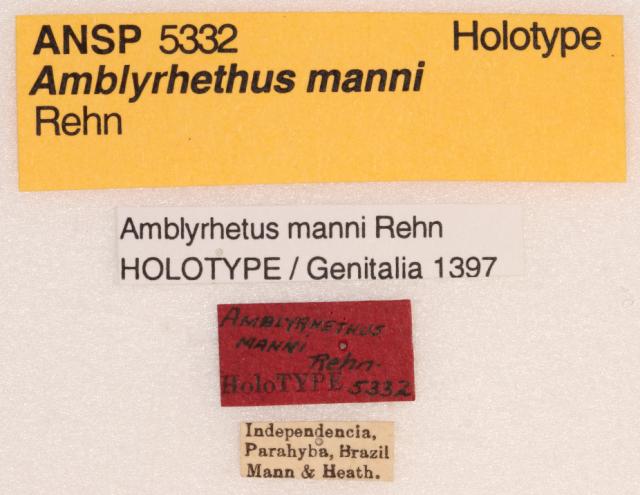 ANSP 5332 Holotype
Amblyrhethus manni
Rehn
Amblyrhetus manni Rehn
HOLOTYPE / Genitalia 1397
AMBLYRHETHUS
MANNI
Rehn.
HoloTYPE 5332
Independencia,
Parahyba, Brazil
Mann & Heath.